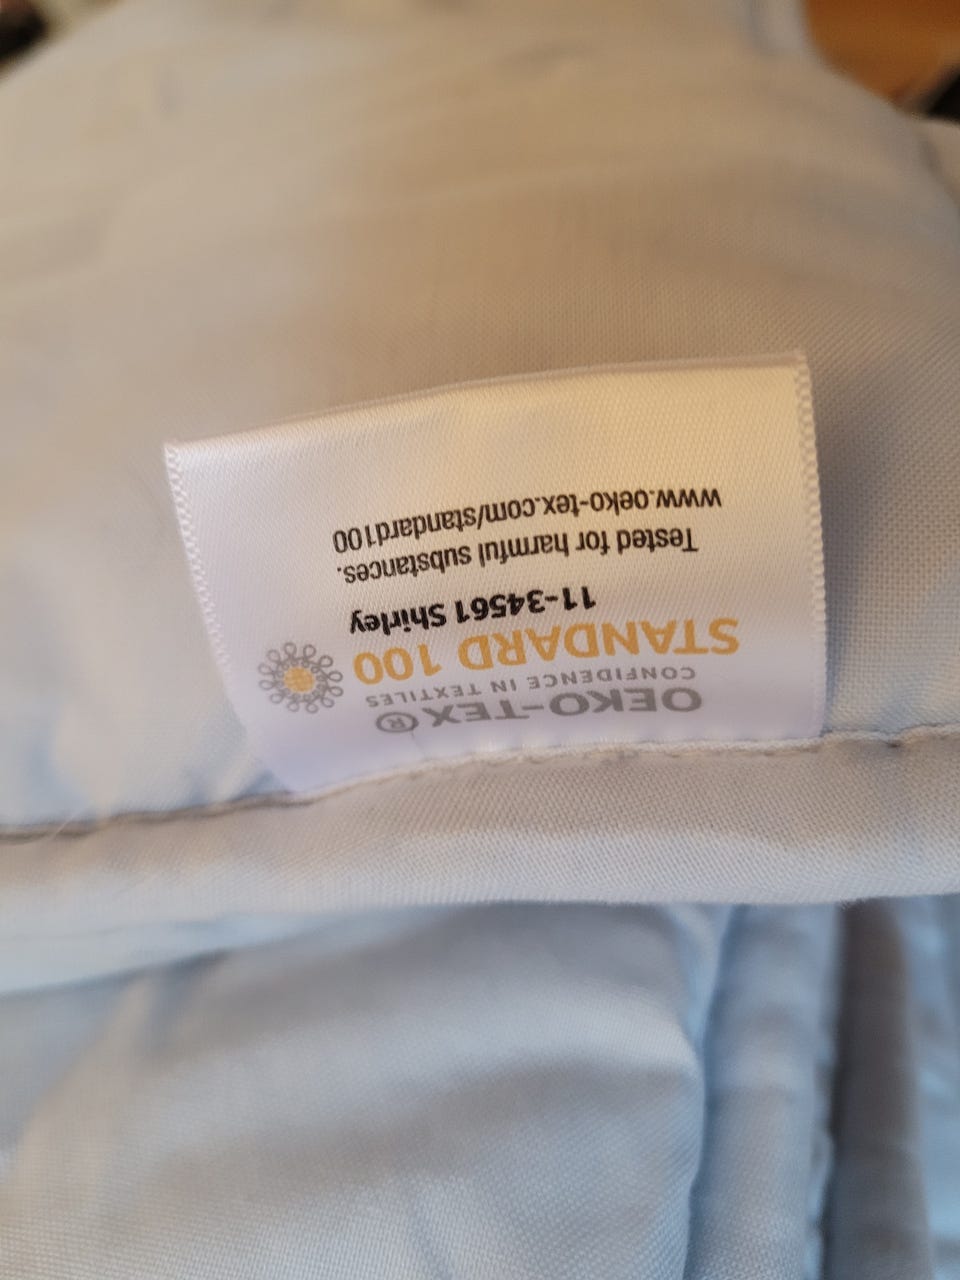 OEKO-TEX®
CONFIDENCE IN TEXTILES
STANDARD 100
11-34561 Shirley
Tested for harmful substances.
www.oeko-tex.com/standard100